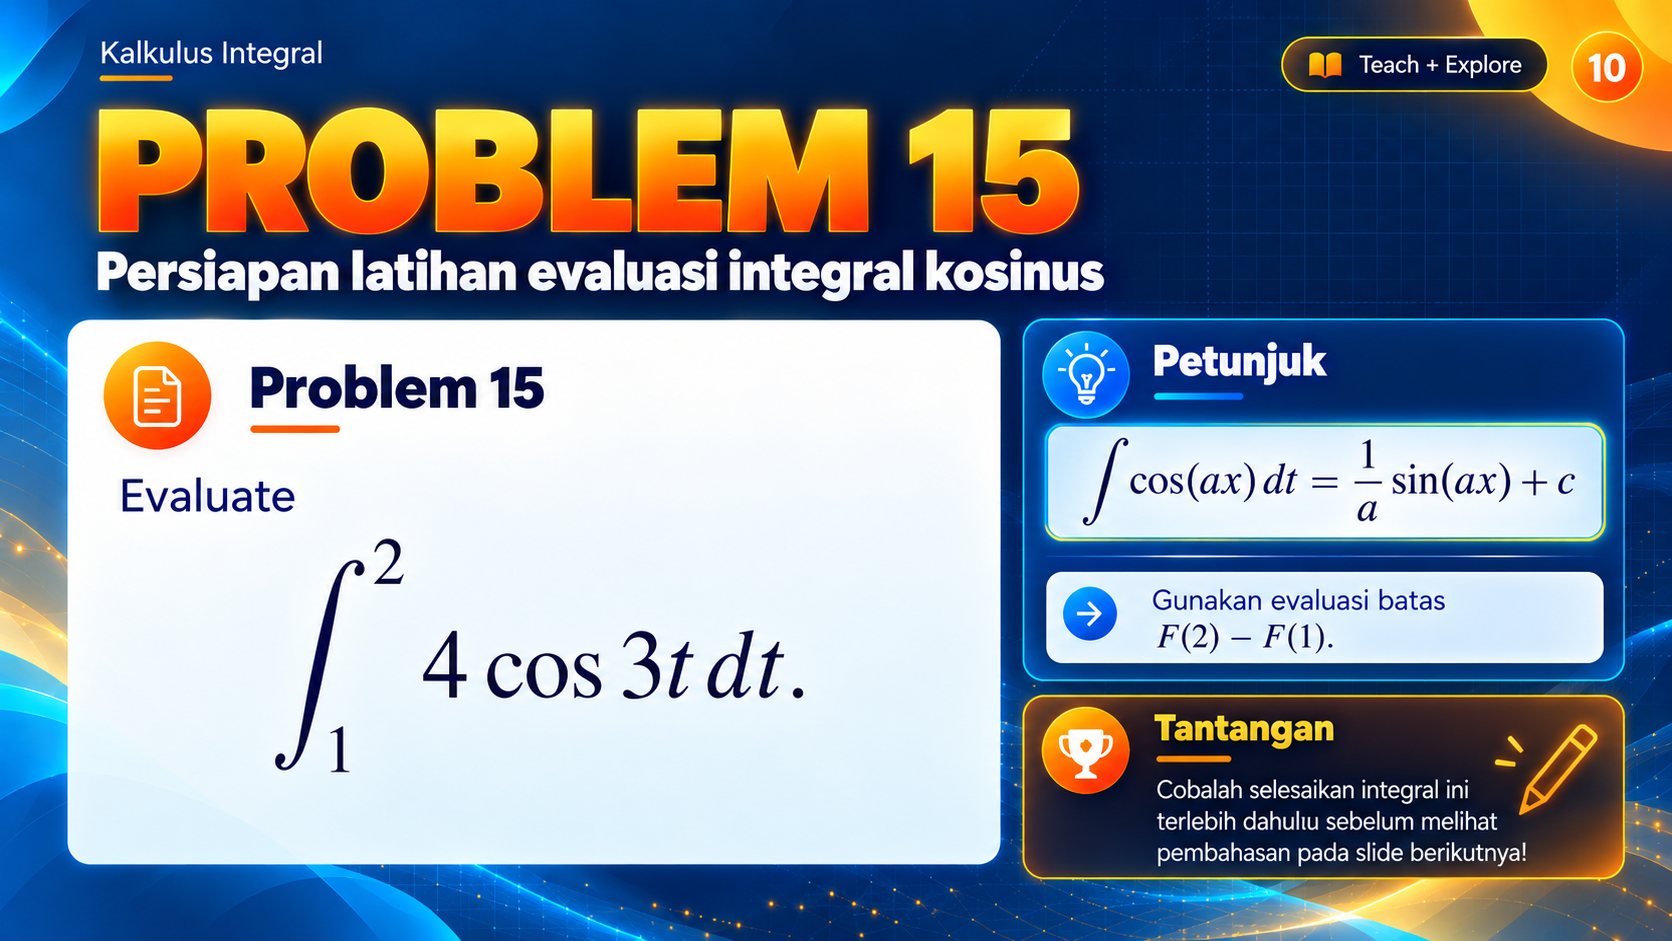 Kalkulus Integral
Teach + Explore
10
PROBLEM 15
Persiapan latihan evaluasi integral kosinus
Problem 15
Evaluate
∫₁² 4 cos 3t dt.
Petunjuk
∫ cos(ax) dt = 1/a sin(ax) + c
Gunakan evaluasi batas
F(2) − F(1).
Tantangan
Cobalah selesaikan integral ini
terlebih dahulu sebelum melihat
pembahasan pada slide berikutnya!